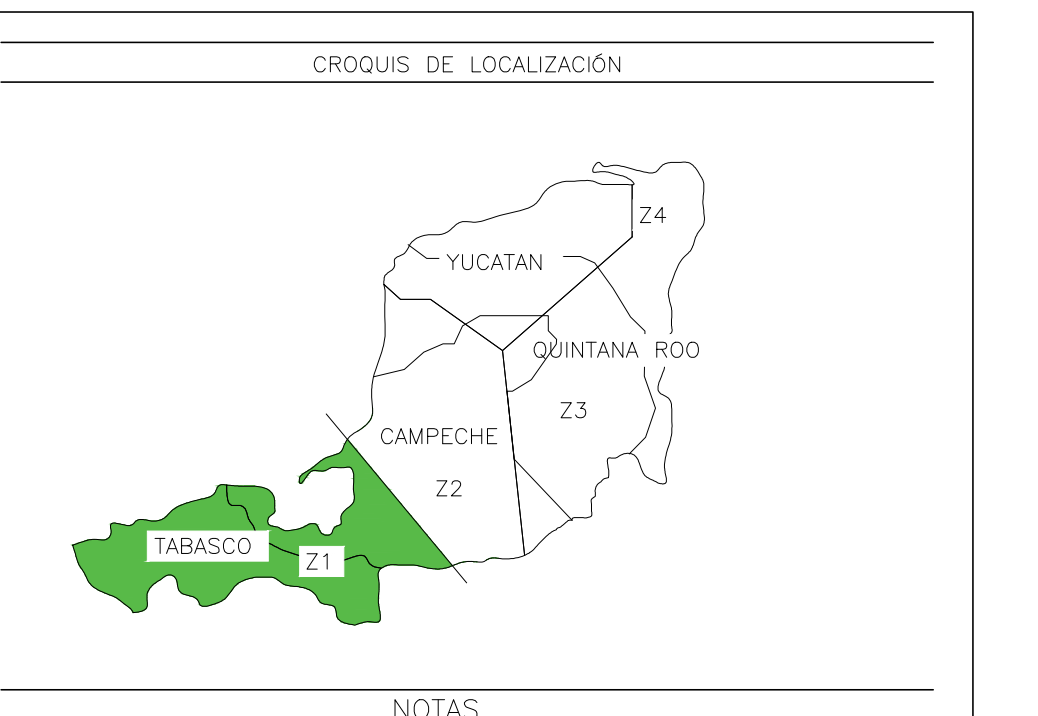 CROQUIS DE LOCALIZACIÓN
Z4
YUCATAN
QUINTANA ROO
Z3
CAMPECHE
Z2
TABASCO
Z1
NOTAS